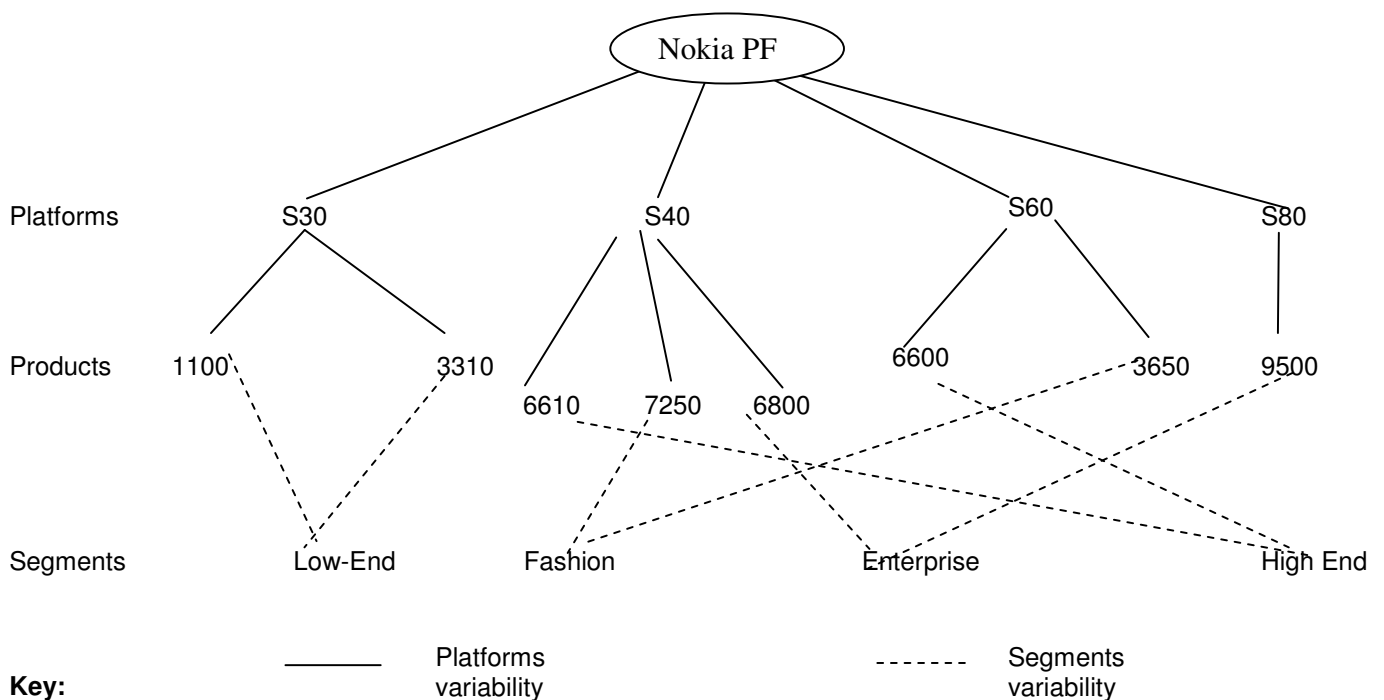 Nokia PF
Platforms S30 S40 S60 S80
Products 1100 3310 6600 3650 9500
6610 7250 6800
Segments Low-End Fashion Enterprise High End
Key: Platforms variability Segments variability